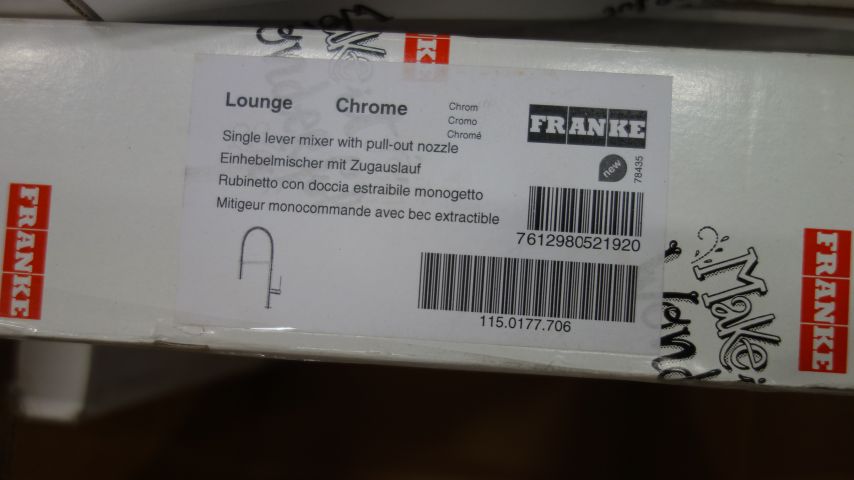 FRANKE
Lounge Chrome
Chrom
Cromo
Chromé
FRANKE
Single lever mixer with pull-out nozzle
Einhebelmischer mit Zugauslauf
Rubinetto con doccia estraibile monogetto
Mitigeur monocommande avec bec extractible
new
78435
7612980521920
115.0177.706
FRANKE
Make
FRANKE